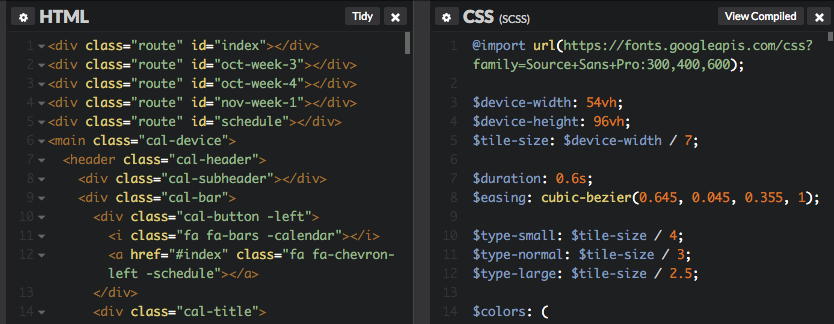 HTML Tidy
1 <div class="route" id="index"></div>
2 <div class="route" id="oct-week-3"></div>
3 <div class="route" id="oct-week-4"></div>
4 <div class="route" id="nov-week-1"></div>
5 <div class="route" id="schedule"></div>
6 <main class="cal-device">
7 <header class="cal-header">
8 <div class="cal-subheader"></div>
9 <div class="cal-bar">
10 <div class="cal-button -left">
11 <i class="fa fa-bars -calendar"></i>
12 <a href="#index" class="fa fa-chevron-
left -schedule"></a>
13 </div>
14 <div class="cal-title">
CSS (SCSS) View Compiled
1 @import url(https://fonts.googleapis.com/css?
family=Source+Sans+Pro:300,400,600);
2
3 $device-width: 54vh;
4 $device-height: 96vh;
5 $tile-size: $device-width / 7;
6
7 $duration: 0.6s;
8 $easing: cubic-bezier(0.645, 0.045, 0.355, 1);
9
10 $type-small: $tile-size / 4;
11 $type-normal: $tile-size / 3;
12 $type-large: $tile-size / 2.5;
13
14 $colors: (